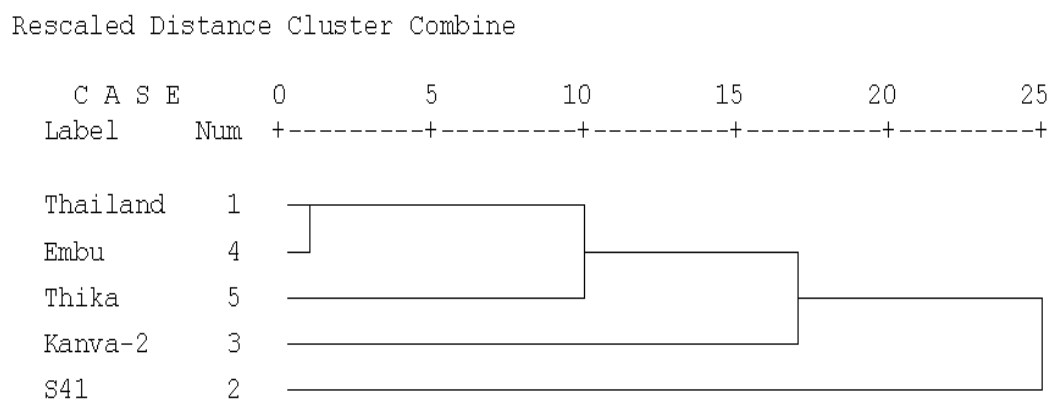 Rescaled Distance Cluster Combine
C A S E 0 5 10 15 20 25
Label Num +---------+---------+---------+---------+---------+
Thailand 1
Embu 4
Thika 5
Kanva-2 3
S41 2